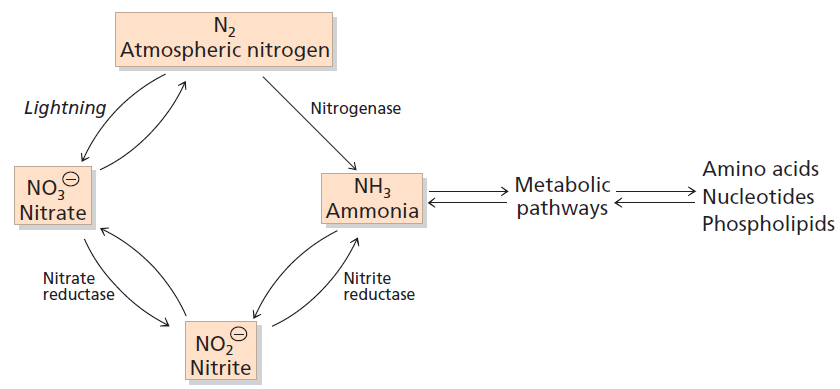 N₂
Atmospheric nitrogen
Lightning
Nitrogenase
NO₃⊖
Nitrate
NH₃
Ammonia
Metabolic
pathways
Amino acids
Nucleotides
Phospholipids
Nitrate
reductase
Nitrite
reductase
NO₂⊖
Nitrite